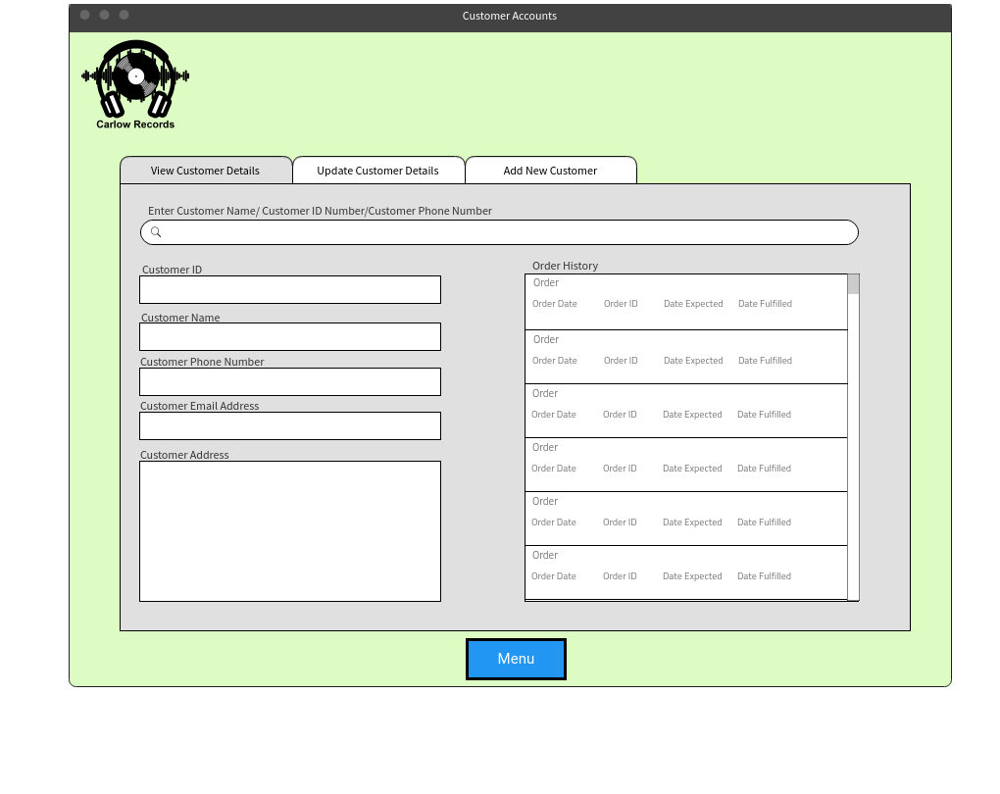 Customer Accounts
Carlow Records
View Customer Details
Update Customer Details
Add New Customer
Enter Customer Name/ Customer ID Number/Customer Phone Number
Customer ID
Customer Name
Customer Phone Number
Customer Email Address
Customer Address
Order History
Order
Order Date Order ID Date Expected Date Fulfilled
Order
Order Date Order ID Date Expected Date Fulfilled
Order
Order Date Order ID Date Expected Date Fulfilled
Order
Order Date Order ID Date Expected Date Fulfilled
Order
Order Date Order ID Date Expected Date Fulfilled
Order
Order Date Order ID Date Expected Date Fulfilled
Menu